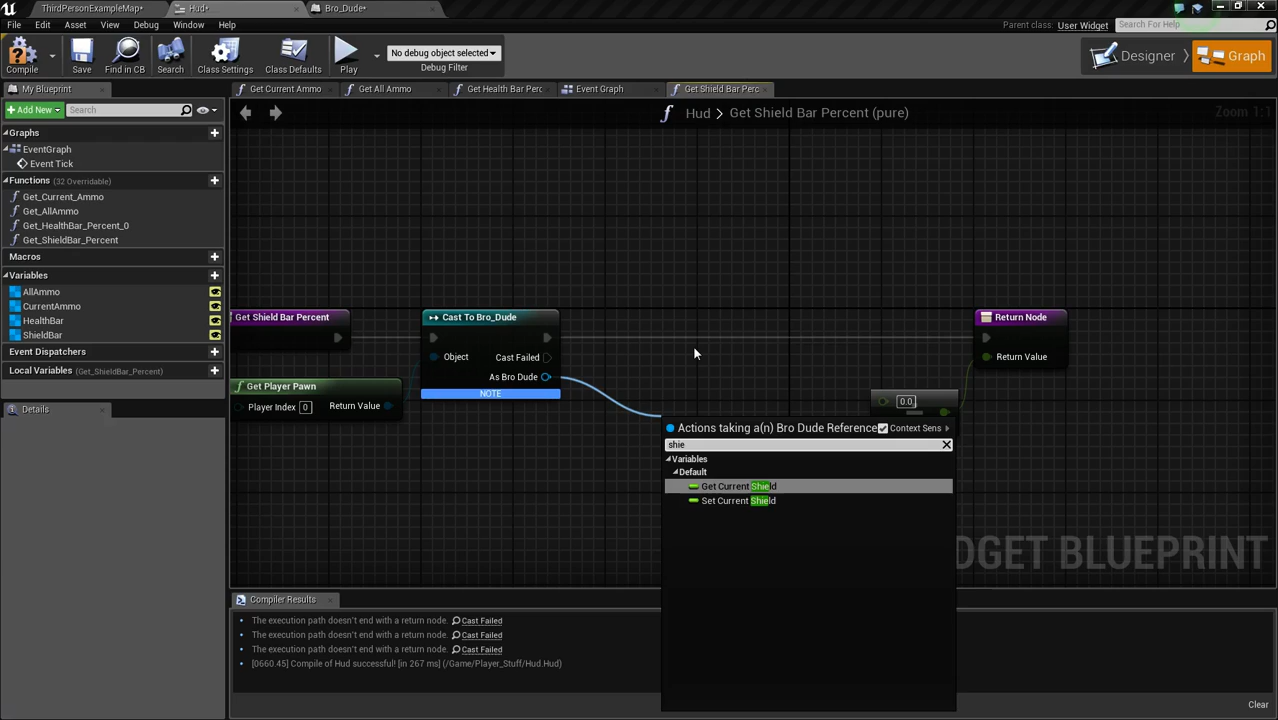 ThirdPersonExampleMap*
Hud*
Bro_Dude*
File Edit Asset View Debug Window Help
Parent class: User Widget
Search For Help
Compile
Save
Find in CB
Search
Class Settings
Class Defaults
Play
No debug object selected
Debug Filter
Designer
Graph
My Blueprint
Get Current Ammo
Get All Ammo
Get Health Bar Perc
Event Graph
Get Shield Bar Perc
Add New
Search
Hud > Get Shield Bar Percent (pure)
Zoom 1:1
Graphs
EventGraph
Event Tick
Functions (32 Overridable)
Get_Current_Ammo
Get_AllAmmo
Get_HealthBar_Percent_0
Get_ShieldBar_Percent
Macros
Variables
AllAmmo
CurrentAmmo
HealthBar
ShieldBar
Event Dispatchers
Local Variables (Get_ShieldBar_Percent)
Details
Get Shield Bar Percent
Cast To Bro_Dude
Object
Cast Failed
As Bro Dude
NOTE
Get Player Pawn
Player Index 0
Return Value
Return Node
Return Value
0.0
Actions taking a(n) Bro Dude Reference
Context Sens
shie
Variables
Default
Get Current Shield
Set Current Shield
DGET BLUEPRINT
Compiler Results
The execution path doesn't end with a return node. Cast Failed
The execution path doesn't end with a return node. Cast Failed
The execution path doesn't end with a return node. Cast Failed
[0660.45] Compile of Hud successful! [in 267 ms] (/Game/Player_Stuff/Hud.Hud)
Clear